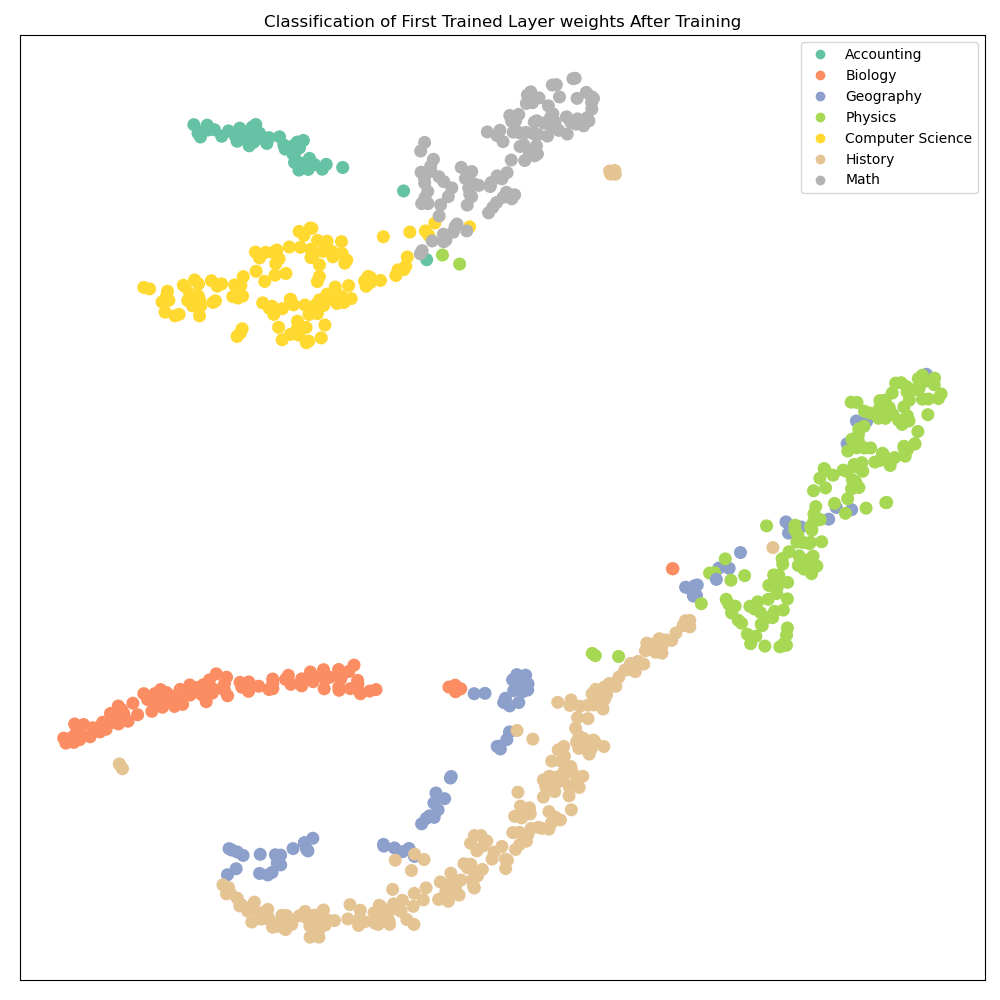 Classification of First Trained Layer weights After Training
Accounting
Biology
Geography
Physics
Computer Science
History
Math